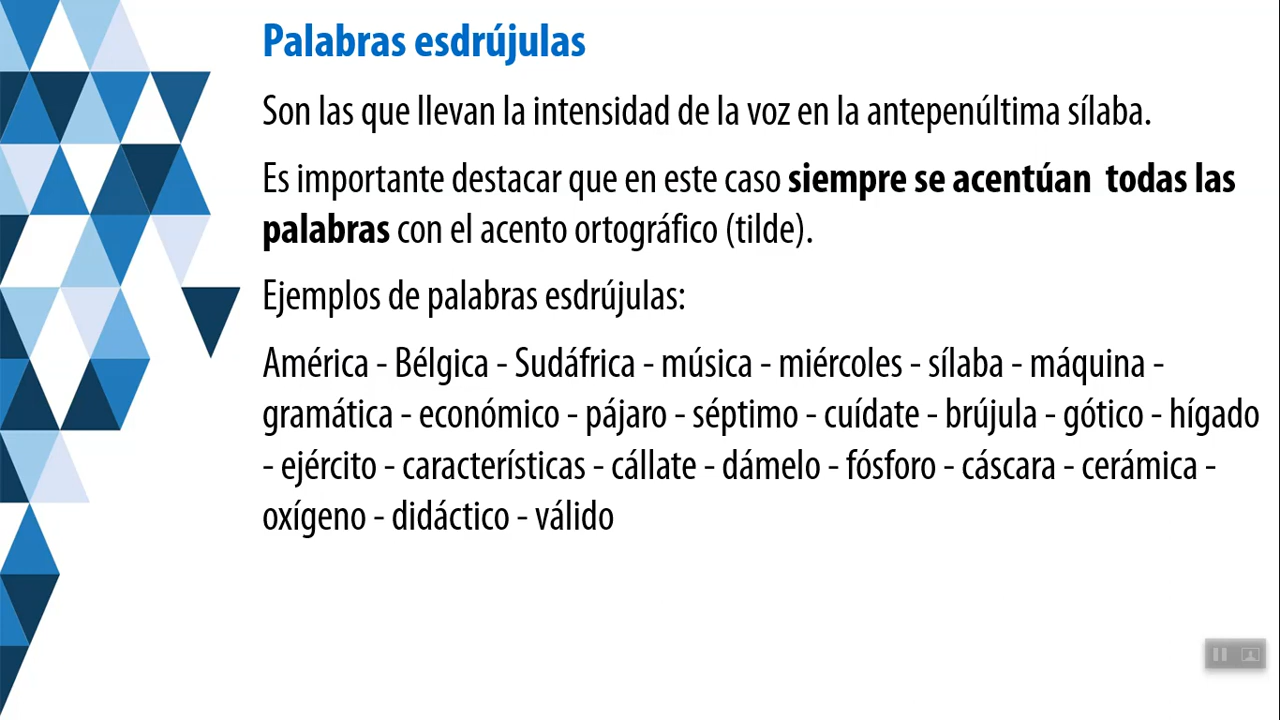 Palabras esdrújulas
Son las que llevan la intensidad de la voz en la antepenúltima sílaba.
Es importante destacar que en este caso siempre se acentúan  todas las
palabras con el acento ortográfico (tilde).
Ejemplos de palabras esdrújulas:
América - Bélgica - Sudáfrica - música - miércoles - sílaba - máquina -
gramática - económico - pájaro - séptimo - cuídate - brújula - gótico - hígado
- ejército - características - cállate - dámelo - fósforo - cáscara - cerámica -
oxígeno - didáctico - válido